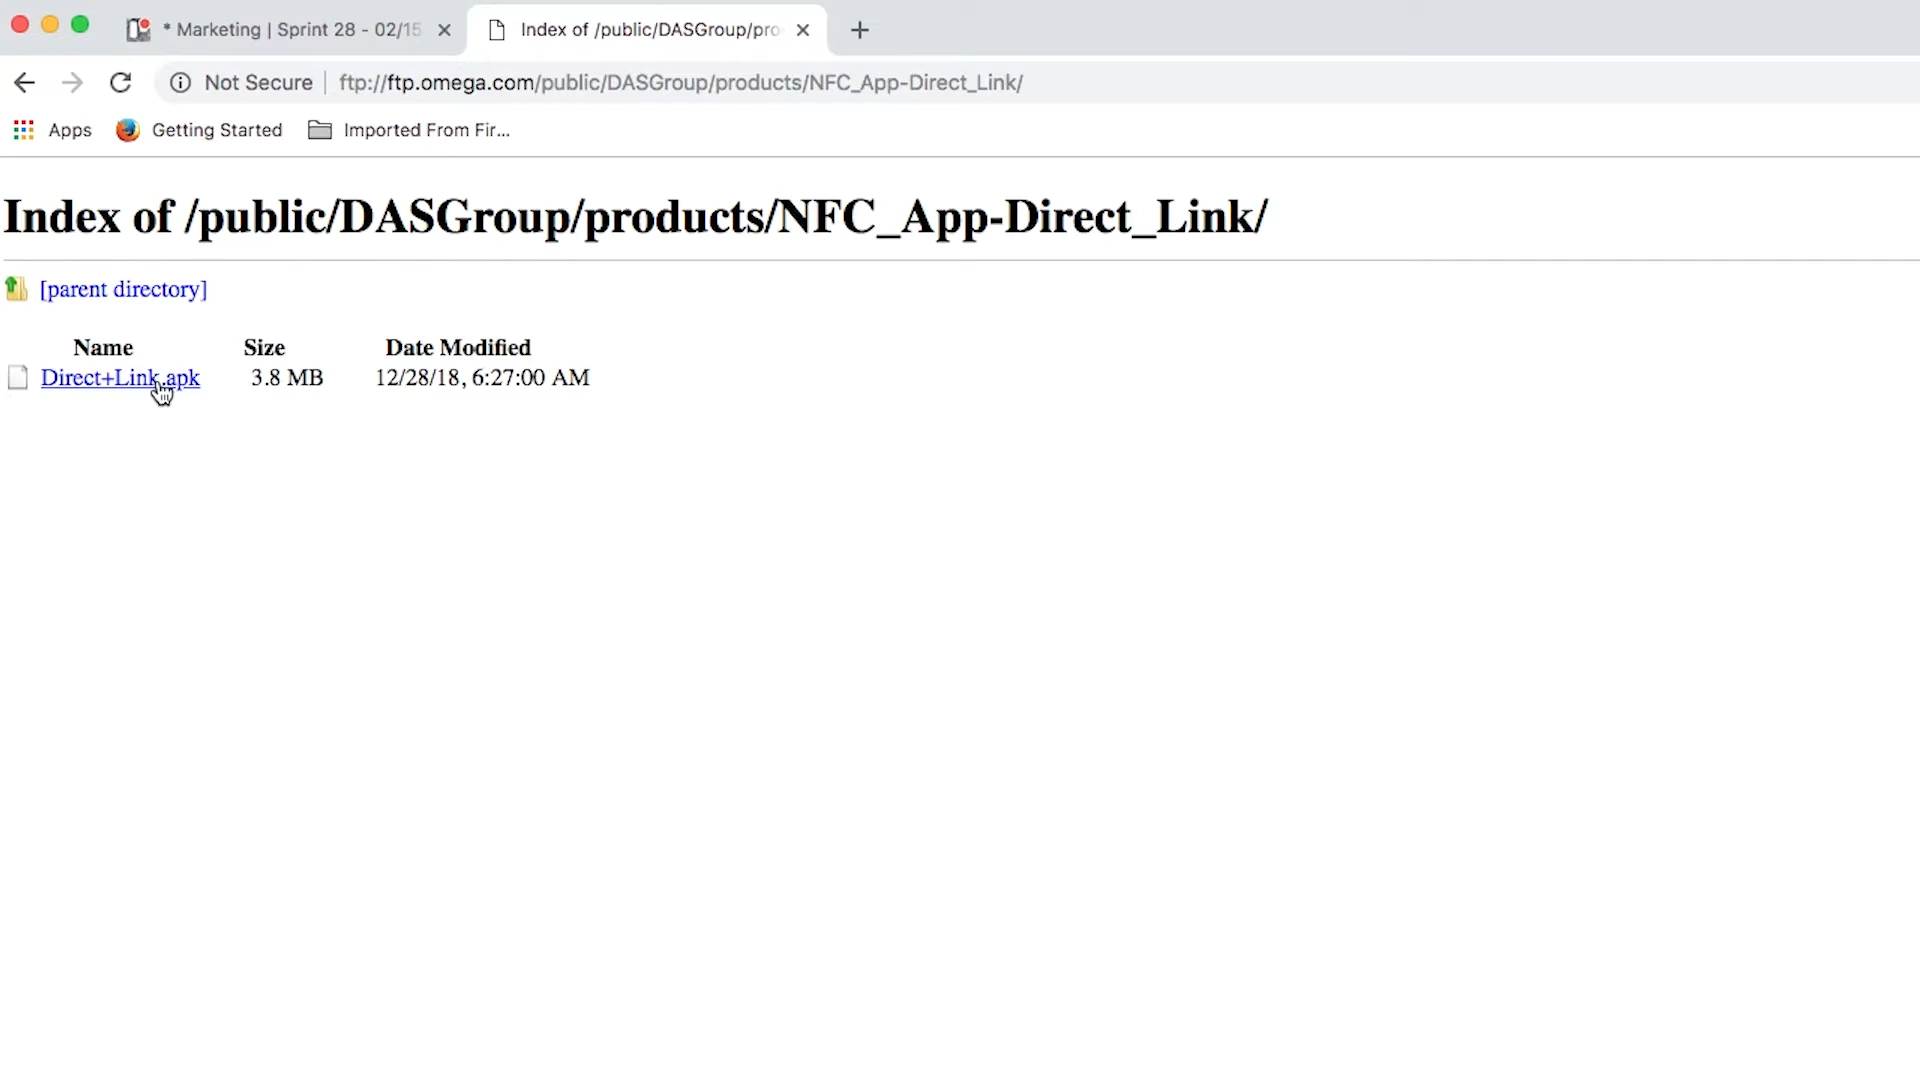 * Marketing | Sprint 28 - 02/15
Index of /public/DASGroup/pro
Not Secure | ftp://ftp.omega.com/public/DASGroup/products/NFC_App-Direct_Link/
Apps
Getting Started
Imported From Fir...
Index of /public/DASGroup/products/NFC_App-Direct_Link/
[parent directory]
Name Size Date Modified
Direct+Link.apk 3.8 MB 12/28/18, 6:27:00 AM